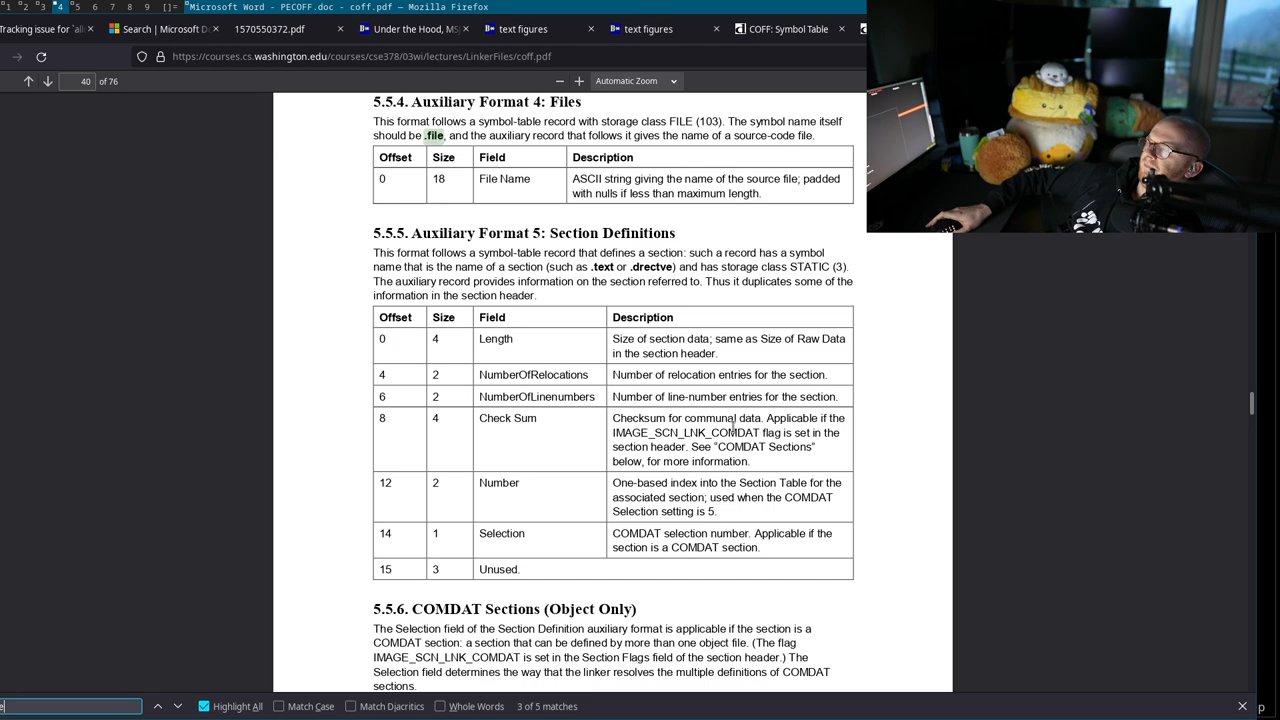 1 2 3 4 5 6 7 8 9 []= Microsoft Word - PECOFF.doc - coff.pdf — Mozilla Firefox
Tracking issue for `all
Search | Microsoft D
1570550372.pdf
Under the Hood, MS
text figures
text figures
COFF: Symbol Table
https://courses.cs.washington.edu/courses/cse378/03wi/lectures/LinkerFiles/coff.pdf
40 of 76
Automatic Zoom
5.5.4. Auxiliary Format 4: Files
This format follows a symbol-table record with storage class FILE (103). The symbol name itself
should be .file, and the auxiliary record that follows it gives the name of a source-code file.
Offset Size Field Description
0 18 File Name ASCII string giving the name of the source file; padded
with nulls if less than maximum length.
5.5.5. Auxiliary Format 5: Section Definitions
This format follows a symbol-table record that defines a section: such a record has a symbol
name that is the name of a section (such as .text or .drectve) and has storage class STATIC (3).
The auxiliary record provides information on the section referred to. Thus it duplicates some of the
information in the section header.
Offset Size Field Description
0 4 Length Size of section data; same as Size of Raw Data
in the section header.
4 2 NumberOfRelocations Number of relocation entries for the section.
6 2 NumberOfLinenumbers Number of line-number entries for the section.
8 4 Check Sum Checksum for communal data. Applicable if the
IMAGE_SCN_LNK_COMDAT flag is set in the
section header. See "COMDAT Sections"
below, for more information.
12 2 Number One-based index into the Section Table for the
associated section; used when the COMDAT
Selection setting is 5.
14 1 Selection COMDAT selection number. Applicable if the
section is a COMDAT section.
15 3 Unused.
5.5.6. COMDAT Sections (Object Only)
The Selection field of the Section Definition auxiliary format is applicable if the section is a
COMDAT section: a section that can be defined by more than one object file. (The flag
IMAGE_SCN_LNK_COMDAT is set in the Section Flags field of the section header.) The
Selection field determines the way that the linker resolves the multiple definitions of COMDAT
sections.
e
Highlight All Match Case Match Diacritics Whole Words 3 of 5 matches
p